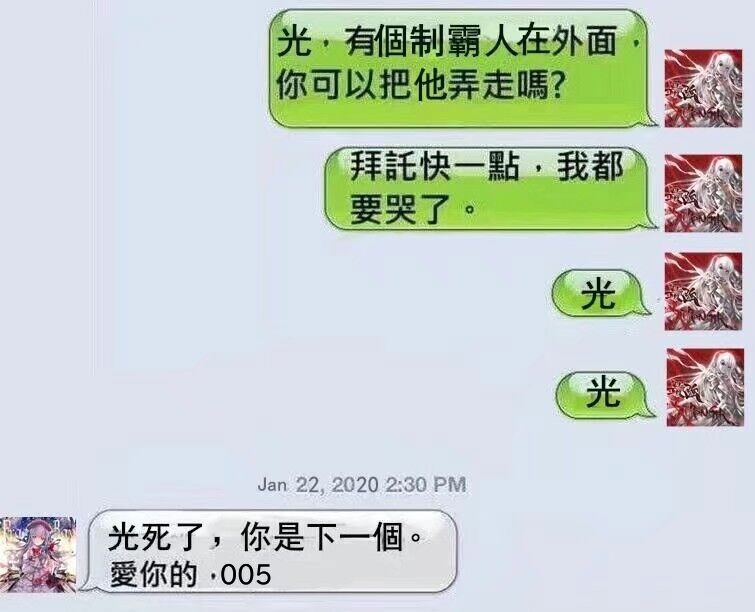 光，有個制霸人在外面，
你可以把他弄走嗎?
拜託快一點，我都
要哭了。
光
光
Jan 22, 2020 2:30 PM
光死了，你是下一個。
愛你的，005